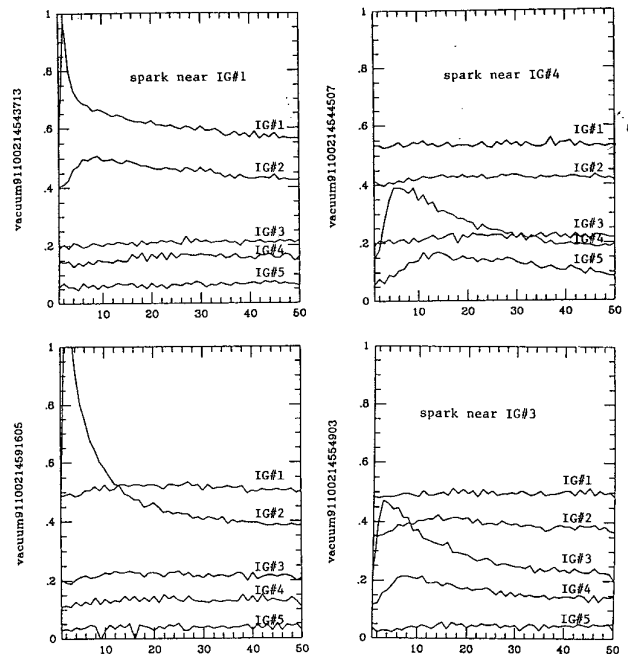 1
.8
.6
.4
.2
0
10 20 30 40 50
vacuum91100214543713
spark near IG#1
IG#1
IG#2
IG#3
IG#4
IG#5
1
.8
.6
.4
.2
0
10 20 30 40 50
vacuum91100214544507
spark near IG#4
IG#1
IG#2
IG#3
IG#4
IG#5
1
.8
.6
.4
.2
0
10 20 30 40 50
vacuum91100214591605
IG#1
IG#2
IG#3
IG#4
IG#5
1
.8
.6
.4
.2
0
10 20 30 40 50
vacuum91100214554903
spark near IG#3
IG#1
IG#2
IG#3
IG#4
IG#5